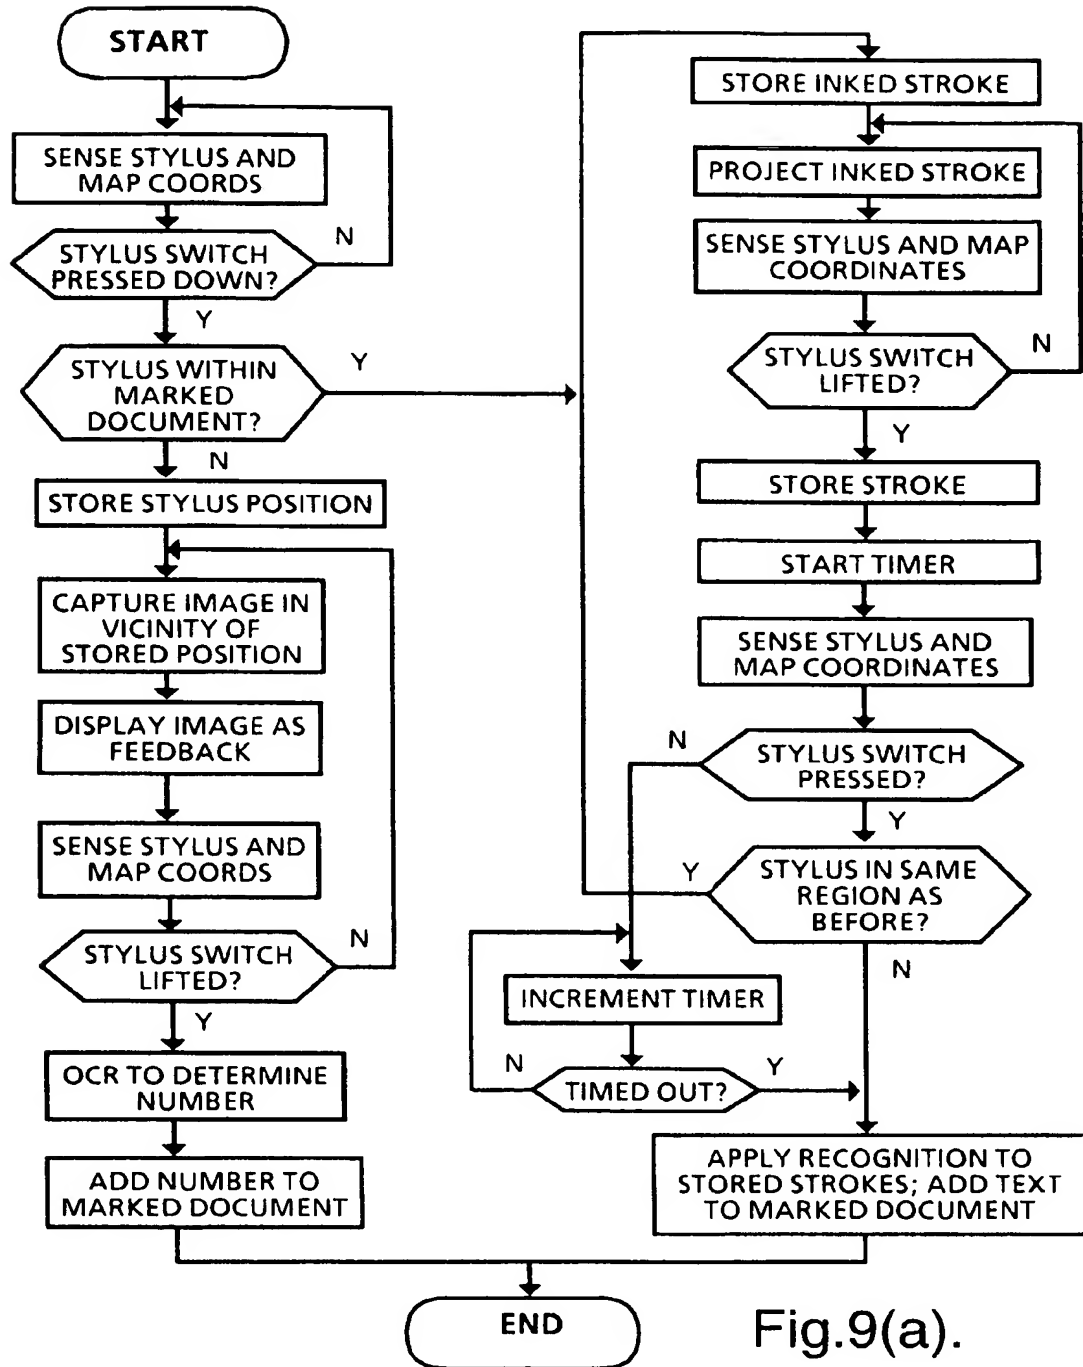 START
SENSE STYLUS AND
MAP COORDS
STYLUS SWITCH
PRESSED DOWN?
N
Y
STYLUS WITHIN
MARKED
DOCUMENT?
Y
N
STORE STYLUS POSITION
CAPTURE IMAGE IN
VICINITY OF
STORED POSITION
DISPLAY IMAGE AS
FEEDBACK
SENSE STYLUS AND
MAP COORDS
STYLUS SWITCH
LIFTED?
N
Y
OCR TO DETERMINE
NUMBER
ADD NUMBER TO
MARKED DOCUMENT
STORE INKED STROKE
PROJECT INKED STROKE
SENSE STYLUS AND MAP
COORDINATES
STYLUS SWITCH
LIFTED?
N
Y
STORE STROKE
START TIMER
SENSE STYLUS AND
MAP COORDINATES
STYLUS SWITCH
PRESSED?
N
Y
STYLUS IN SAME
REGION AS
BEFORE?
Y
N
INCREMENT TIMER
TIMED OUT?
N
Y
APPLY RECOGNITION TO
STORED STROKES; ADD TEXT
TO MARKED DOCUMENT
END
Fig.9(a).